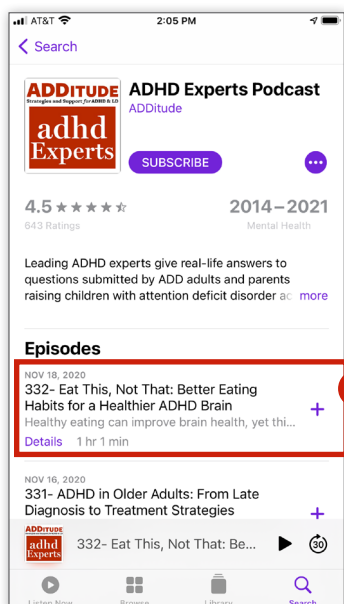 AT&T
2:05 PM
Search
ADDITUDE
Strategies and Support for ADHD & LD
adhd
Experts
ADHD Experts Podcast
ADDitude
SUBSCRIBE
4.5 ★★★★⯪
2014–2021
643 Ratings
Mental Health
Leading ADHD experts give real-life answers to
questions submitted by ADD adults and parents
raising children with attention deficit disorder
more
Episodes
NOV 18, 2020
332- Eat This, Not That: Better Eating
Habits for a Healthier ADHD Brain
Healthy eating can improve brain health, yet thi...
Details 1 hr 1 min
NOV 16, 2020
331- ADHD in Older Adults: From Late
Diagnosis to Treatment Strategies
ADDITUDE
adhd
Experts
332- Eat This, Not That: Be...
30
Listen Now
Browse
Library
Search